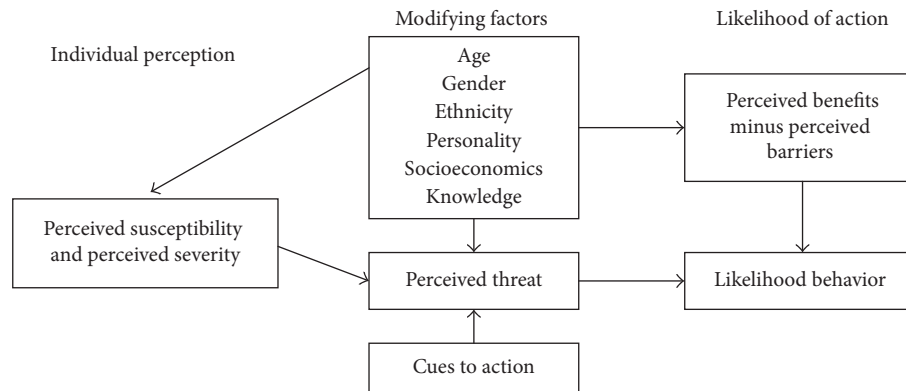 Modifying factors
Likelihood of action
Individual perception
Age
Gender
Ethnicity
Personality
Socioeconomics
Knowledge
Perceived benefits
minus perceived
barriers
Perceived susceptibility
and perceived severity
Perceived threat
Likelihood behavior
Cues to action